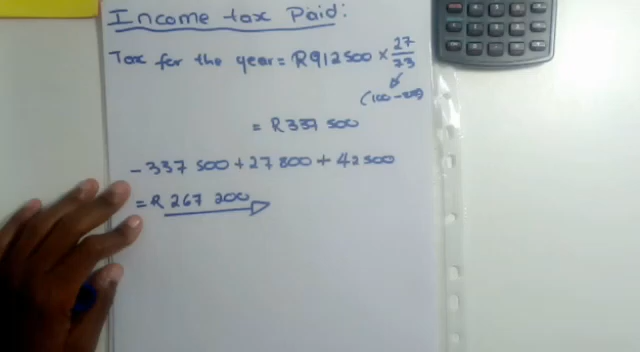 Income tax Paid:
Tax for the year = R912 500 × 27/73
(100 - 27)
= R337 500
- 337 500 + 27 800 + 42 500
= R 267 200